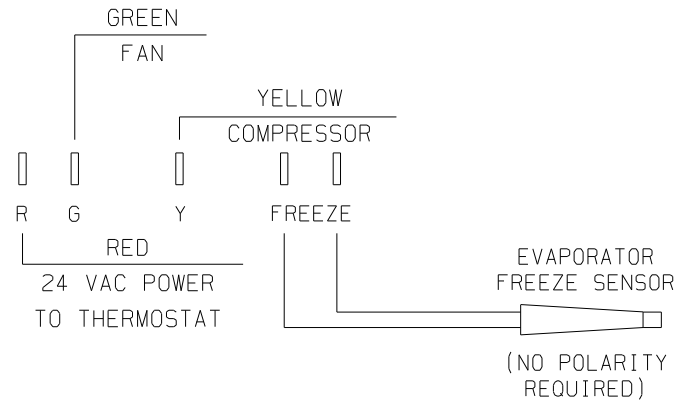 GREEN
FAN
YELLOW
COMPRESSOR
R G Y FREEZE
RED
24 VAC POWER
TO THERMOSTAT
EVAPORATOR
FREEZE SENSOR
(NO POLARITY
REQUIRED)